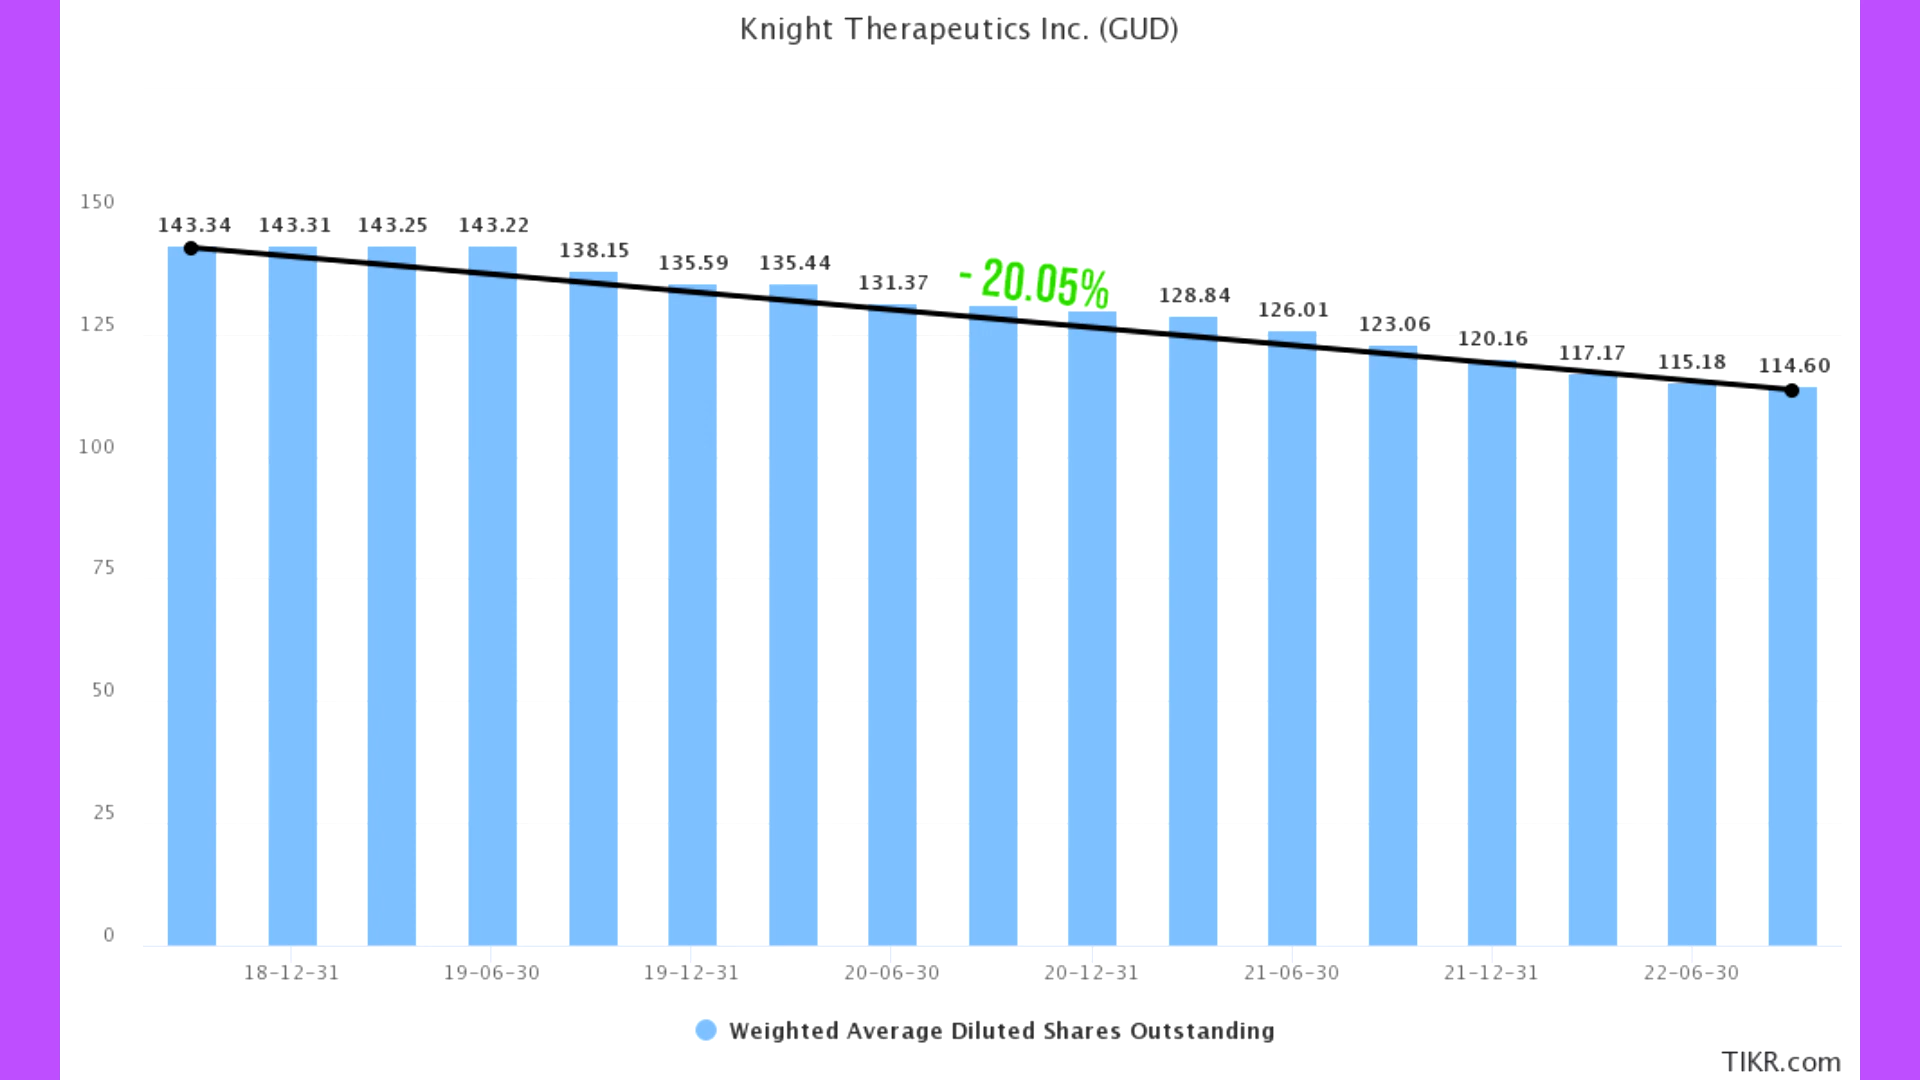 Knight Therapeutics Inc. (GUD)
150
125
100
75
50
25
0
143.34 143.31 143.25 143.22 138.15 135.59 135.44 131.37 128.84 126.01 123.06 120.16 117.17 115.18 114.60
- 20.05%
18-12-31 19-06-30 19-12-31 20-06-30 20-12-31 21-06-30 21-12-31 22-06-30
Weighted Average Diluted Shares Outstanding
TIKR.com